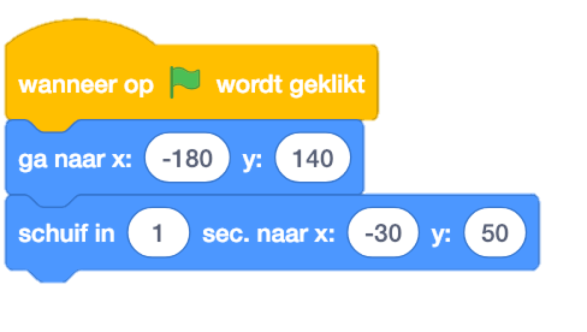 wanneer op wordt geklikt
ga naar x: -180 y: 140
schuif in 1 sec. naar x: -30 y: 50